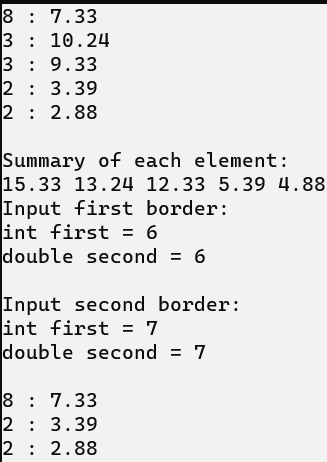 8 : 7.33
3 : 10.24
3 : 9.33
2 : 3.39
2 : 2.88
Summary of each element:
15.33 13.24 12.33 5.39 4.88
Input first border:
int first = 6
double second = 6
Input second border:
int first = 7
double second = 7
8 : 7.33
2 : 3.39
2 : 2.88